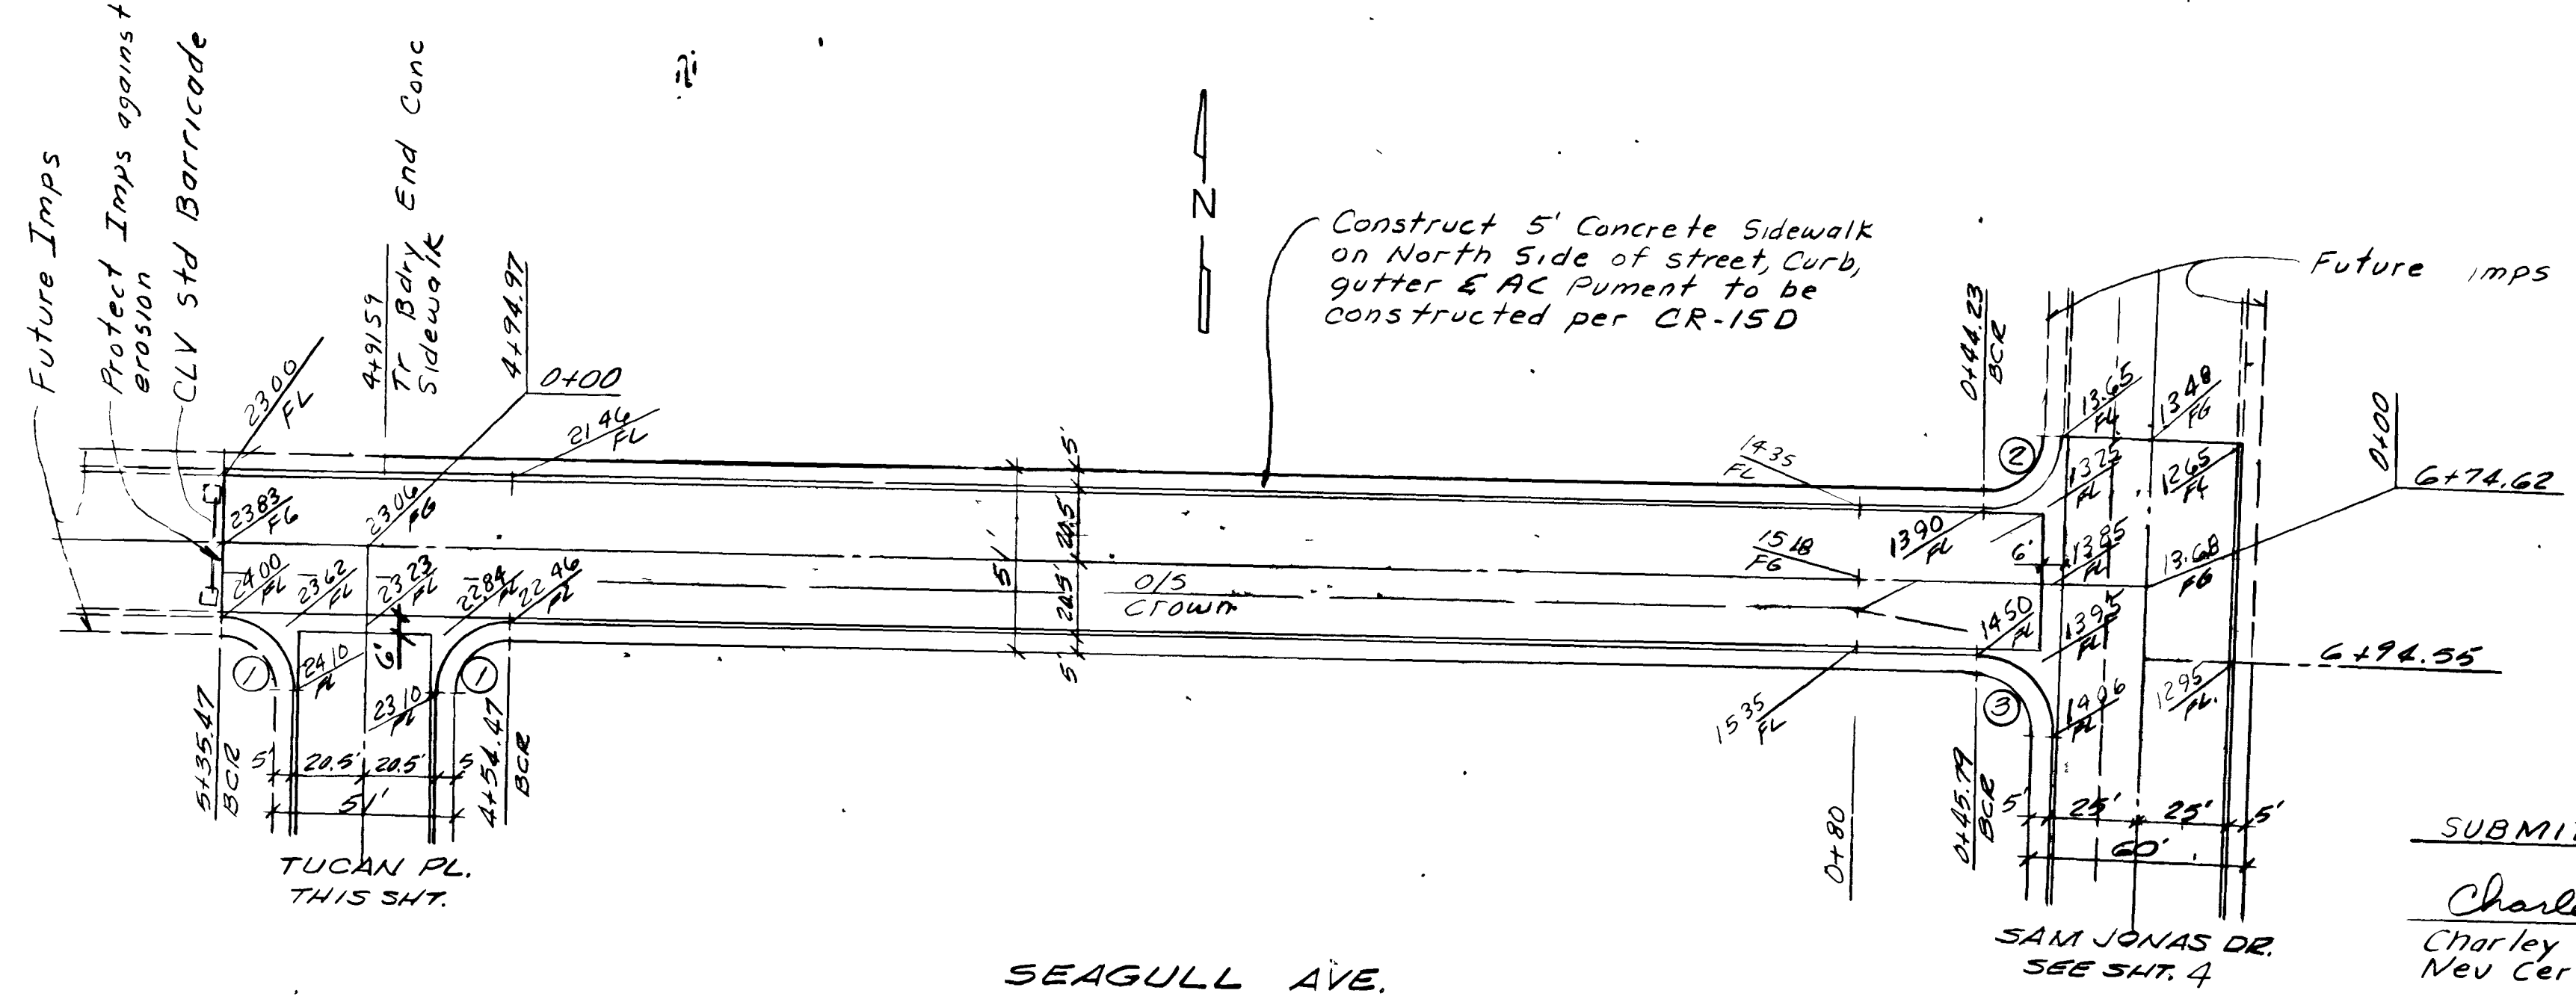 Future Imps
Protect Imps against
erosion
CLV Std Barricade
4+91 59
Tr Bdry End Conc
Sidewalk
4+94.97
0+00
23 00
FL
21 46
FL
N
Construct 5' Concrete Sidewalk
on North Side of street, Curb,
gutter & AC Pvment to be
constructed per CR-15D
0+44.23
BCR
Future imps
13.65
FL
13 48
FG
0+00
6+74.62
14 35
FL
2
13 25
FL
12 65
FL
23 83
FG
23 06
FG
5'
20.5'
20.5'
5'
51'
15 18
FG
13 90
FL
6'
13 85
FL
13.68
FG
24 00
FL
23 62
FL
23 23
FL
22 84
FL
22 46
FL
O/S
Crown
14 50
FL
13 95
FL
6+94.55
1
24 10
FL
6'
23 10
FL
1
15 35
FL
3
14 06
FL
12 95
FL.
5+35.47
BCR
5'
20.5'
20.5'
5
51'
4+54.47
BCR
0+80
0+45.79
BCR
5'
25'
25'
5'
60'
TUCAN PL.
THIS SHT.
SEAGULL AVE.
SAM JONAS DR.
SEE SHT. 4
SUBMIT
Charle
Charley
Nev Cer